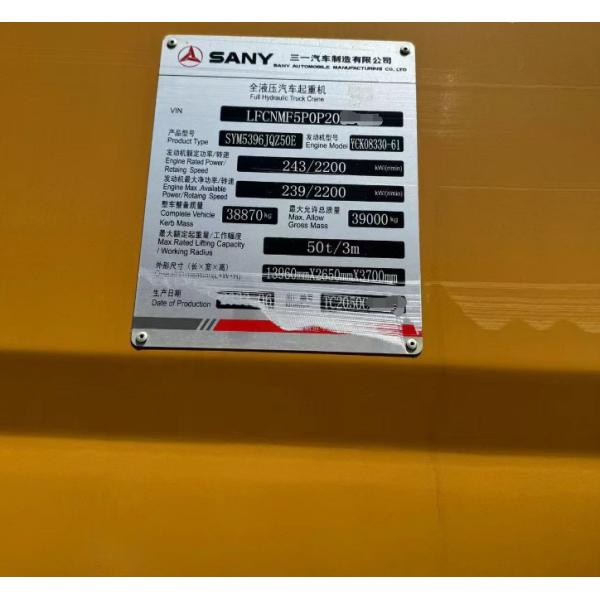 SANY 三一汽车制造有限公司
SANY AUTOMOBILE MANUFACTURING CO., LTD
全液压汽车起重机
Full Hydraulic Truck Crane
VIN LFCNMF5P0P20
产品型号 发动机型号
Product Type SYM5396JQZ50E Engine Model YCK08330-61
发动机额定功率/转速
Engine Rated Power/ 243/2200 kW(r/min)
Rotaing Speed
发动机最大净功率/转速
Engine Max .Available 239/2200 kW(r/min)
Power/Rotaing Speed
整车整备质量 最大允许总质量
Complete Vehicle 38870kg Max. Allow 39000kg
Kerb Mass Gross Mass
最大额定起重量/工作幅度
Max.Rated Lifting Capacity 50t/3m
/ Working Radius
外形尺寸 (长×宽×高)
13960mmX2650mmX3700mm
生产日期
Date of Production TC2050C